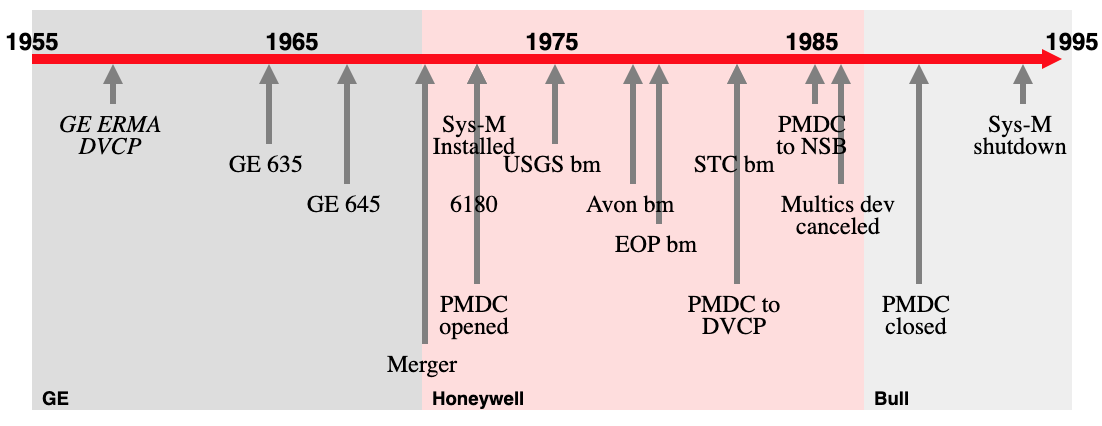 1955 1965 1975 1985 1995
GE ERMA
DVCP
GE 635
GE 645
Merger
Sys-M
Installed
6180
PMDC
opened
USGS bm
Avon bm
EOP bm
STC bm
PMDC to
DVCP
PMDC
to NSB
Multics dev
canceled
PMDC
closed
Sys-M
shutdown
GE Honeywell Bull